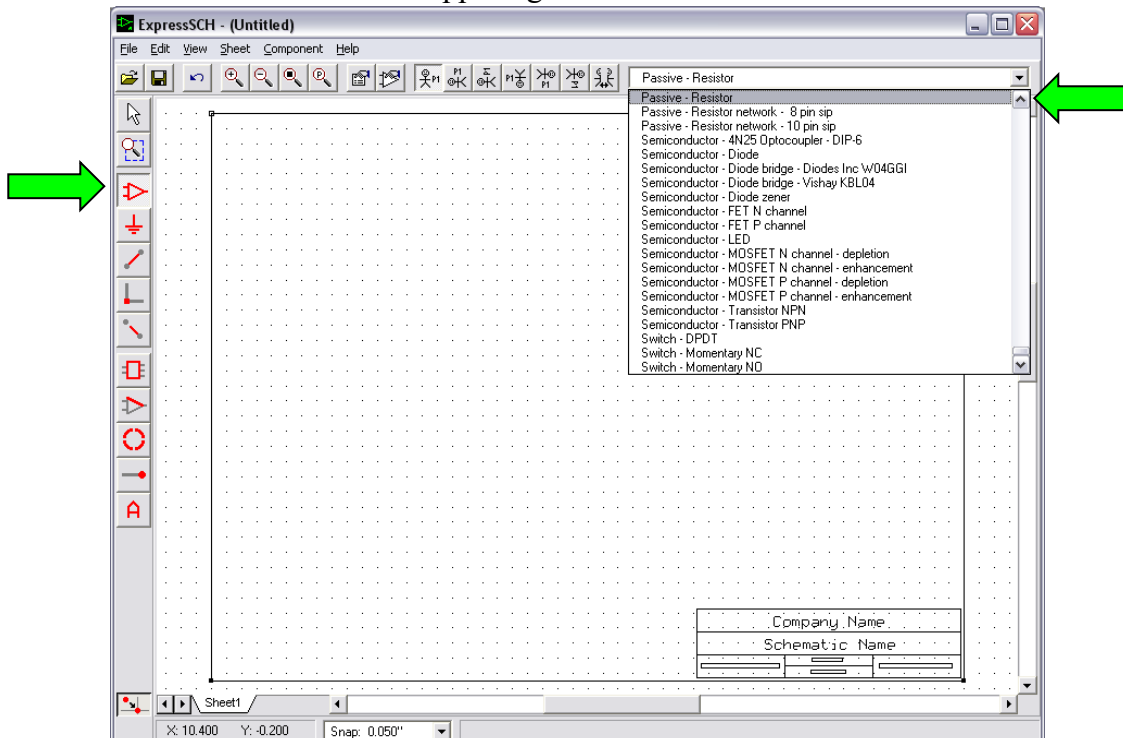 ExpressSCH - (Untitled)
File Edit View Sheet Component Help
Passive - Resistor
Passive - Resistor
Passive - Resistor network - 8 pin sip
Passive - Resistor network - 10 pin sip
Semiconductor - 4N25 Optocoupler - DIP-6
Semiconductor - Diode
Semiconductor - Diode bridge - Diodes Inc W04GGI
Semiconductor - Diode bridge - Vishay KBL04
Semiconductor - Diode zener
Semiconductor - FET N channel
Semiconductor - FET P channel
Semiconductor - LED
Semiconductor - MOSFET N channel - depletion
Semiconductor - MOSFET N channel - enhancement
Semiconductor - MOSFET P channel - depletion
Semiconductor - MOSFET P channel - enhancement
Semiconductor - Transistor NPN
Semiconductor - Transistor PNP
Switch - DPDT
Switch - Momentary NC
Switch - Momentary NO
A
Company Name
Schematic Name
Sheet1
X: 10.400 Y: -0.200 Snap: 0.050"